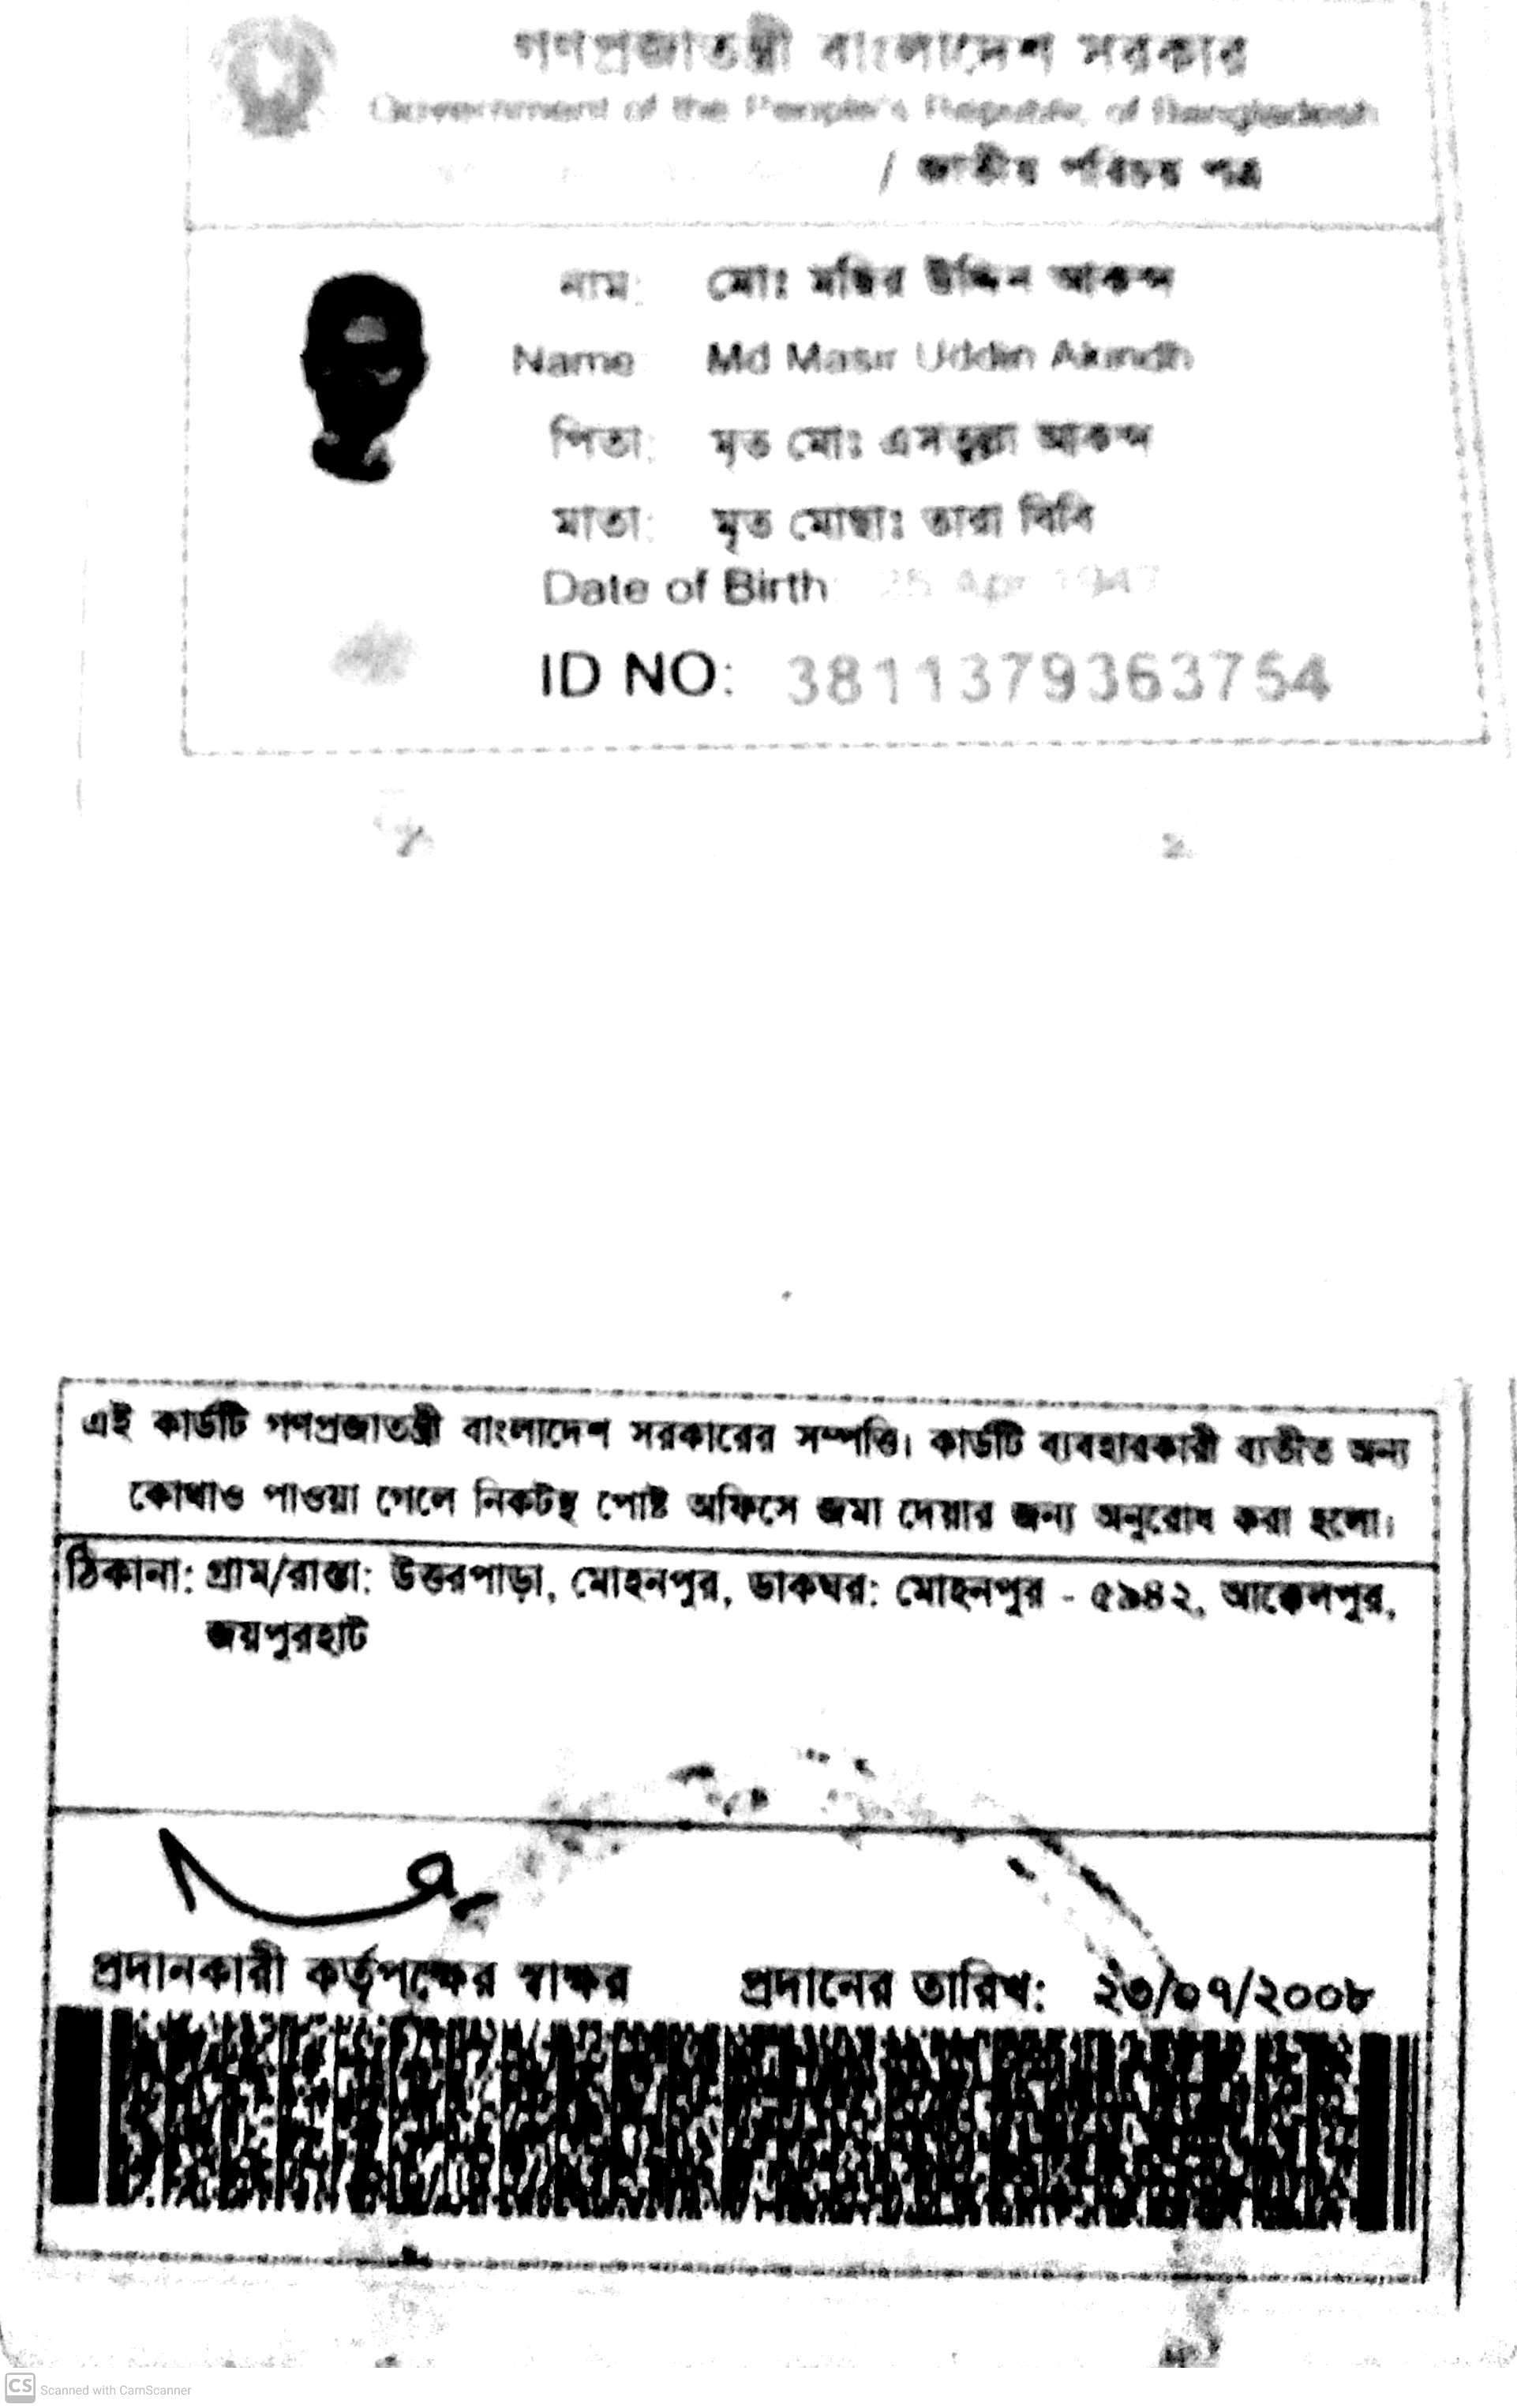 গণপ্রজাতন্ত্রী বাংলাদেশ সরকার
Government of the People's Republic of Bangladesh
/ জাতীয় পরিচয় পত্র
নাম: মোঃ মছির উদ্দিন আকন্দ
Name Md Masir Uddin Akandh
পিতা: মৃত মোঃ আকন্দ
মাতা: মৃত মোছাঃ তারা বিবি
Date of Birth 25 Apr 1947
ID NO: 3811379363754
এই কার্ডটি গণপ্রজাতন্ত্রী বাংলাদেশ সরকারের সম্পত্তি। কার্ডটি ব্যবহারকারী ব্যতীত অন্য
কোথাও পাওয়া গেলে নিকটস্থ পোষ্ট অফিসে জমা দেয়ার জন্য অনুরোধ করা হলো।
ঠিকানা: গ্রাম/রাস্তা: উত্তরপাড়া, মোহনপুর, ডাকঘর: মোহনপুর - ৫৯৪২, আক্কেলপুর,
জয়পুরহাট
প্রদানকারী কর্তৃপক্ষের স্বাক্ষর প্রদানের তারিখ: ২৩/০৭/২০০৮
CS Scanned with CamScanner